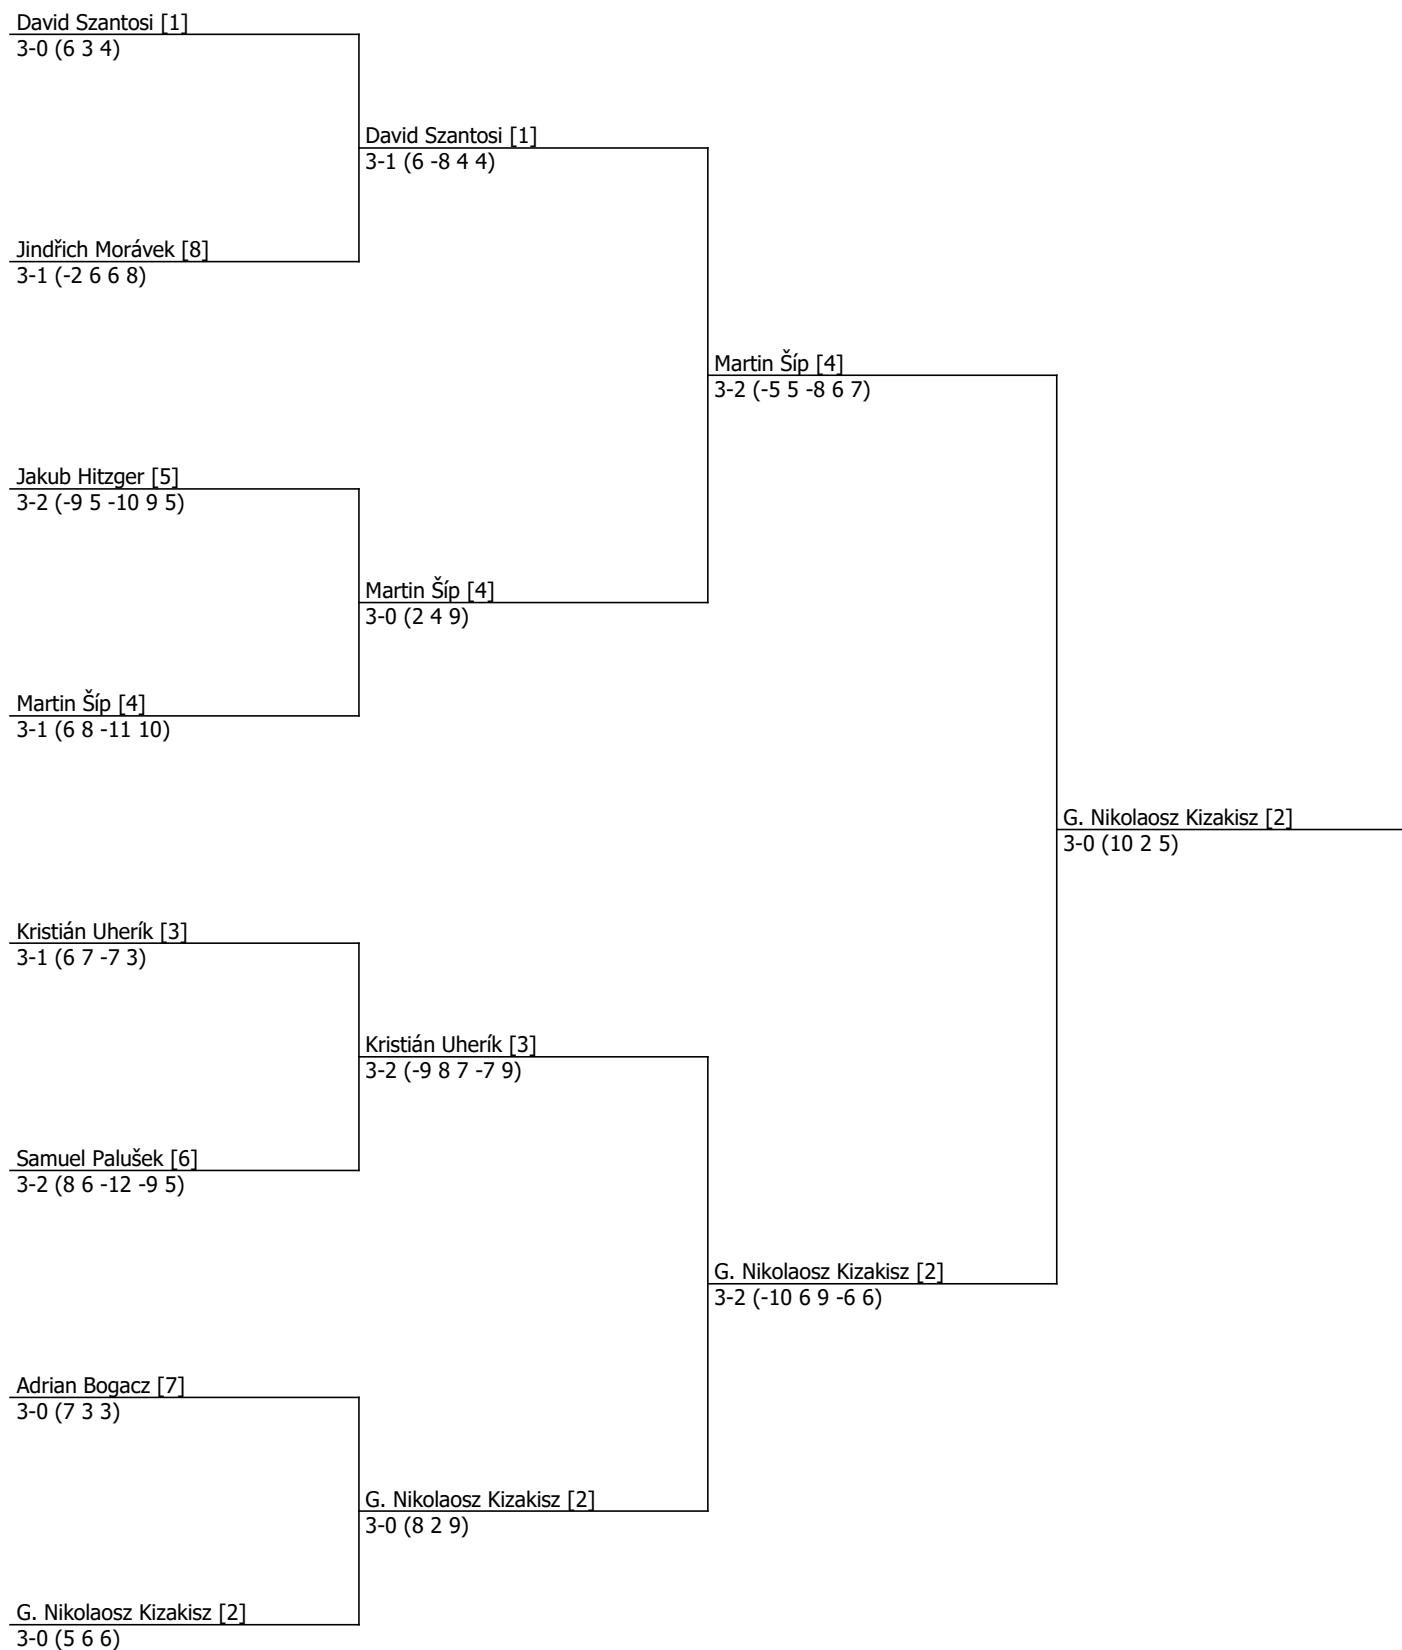 David Szantosi [1]
3-0 (6 3 4)
David Szantosi [1]
3-1 (6 -8 4 4)
Jindřich Morávek [8]
3-1 (-2 6 6 8)
Martin Šíp [4]
3-2 (-5 5 -8 6 7)
Jakub Hitzger [5]
3-2 (-9 5 -10 9 5)
Martin Šíp [4]
3-0 (2 4 9)
Martin Šíp [4]
3-1 (6 8 -11 10)
G. Nikolaosz Kizakisz [2]
3-0 (10 2 5)
Kristián Uherík [3]
3-1 (6 7 -7 3)
Kristián Uherík [3]
3-2 (-9 8 7 -7 9)
Samuel Palušek [6]
3-2 (8 6 -12 -9 5)
G. Nikolaosz Kizakisz [2]
3-2 (-10 6 9 -6 6)
Adrian Bogacz [7]
3-0 (7 3 3)
G. Nikolaosz Kizakisz [2]
3-0 (8 2 9)
G. Nikolaosz Kizakisz [2]
3-0 (5 6 6)